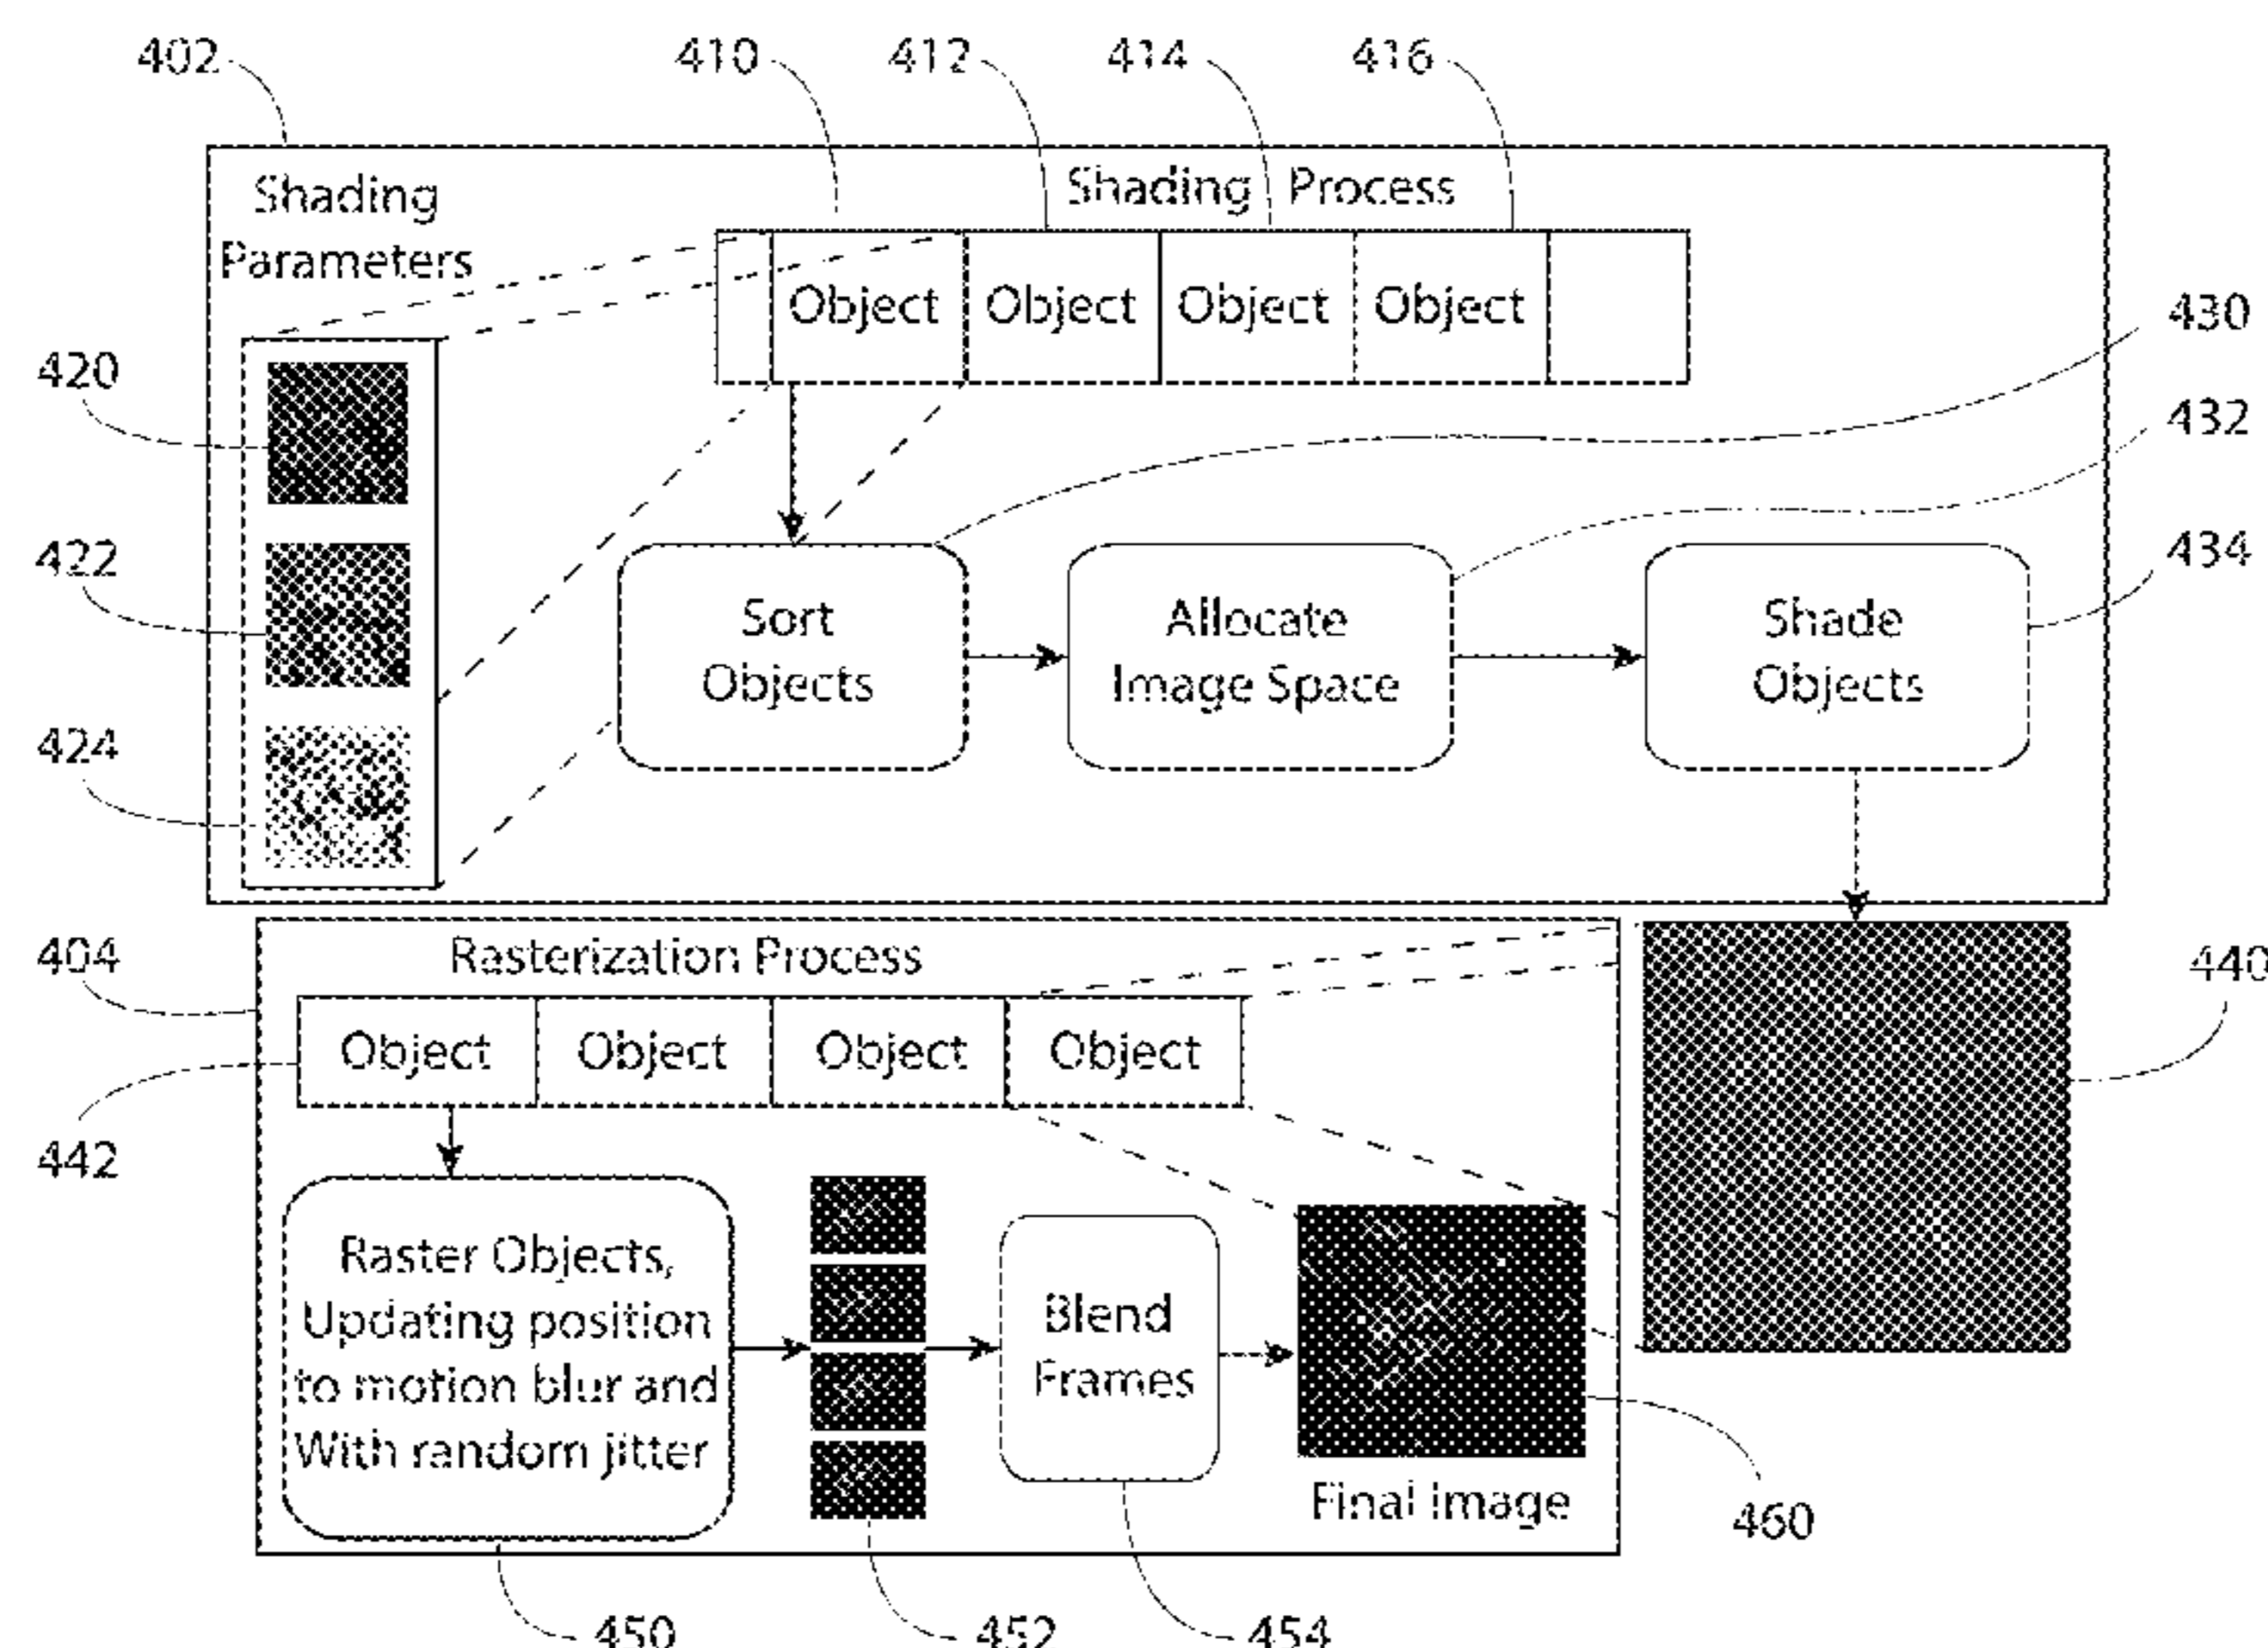 402
410
412
414
416
Shading Process
Shading
Parameters
Object
Object
Object
Object
430
420
432
422
434
Sort
Objects
Allocate
Image Space
Shade
Objects
424
404
Rasterization Process
440
Object
Object
Object
Object
442
Raster Objects,
Updating position
to motion blur and
With random jitter
Blend
Frames
Final Image
460
450
452
454